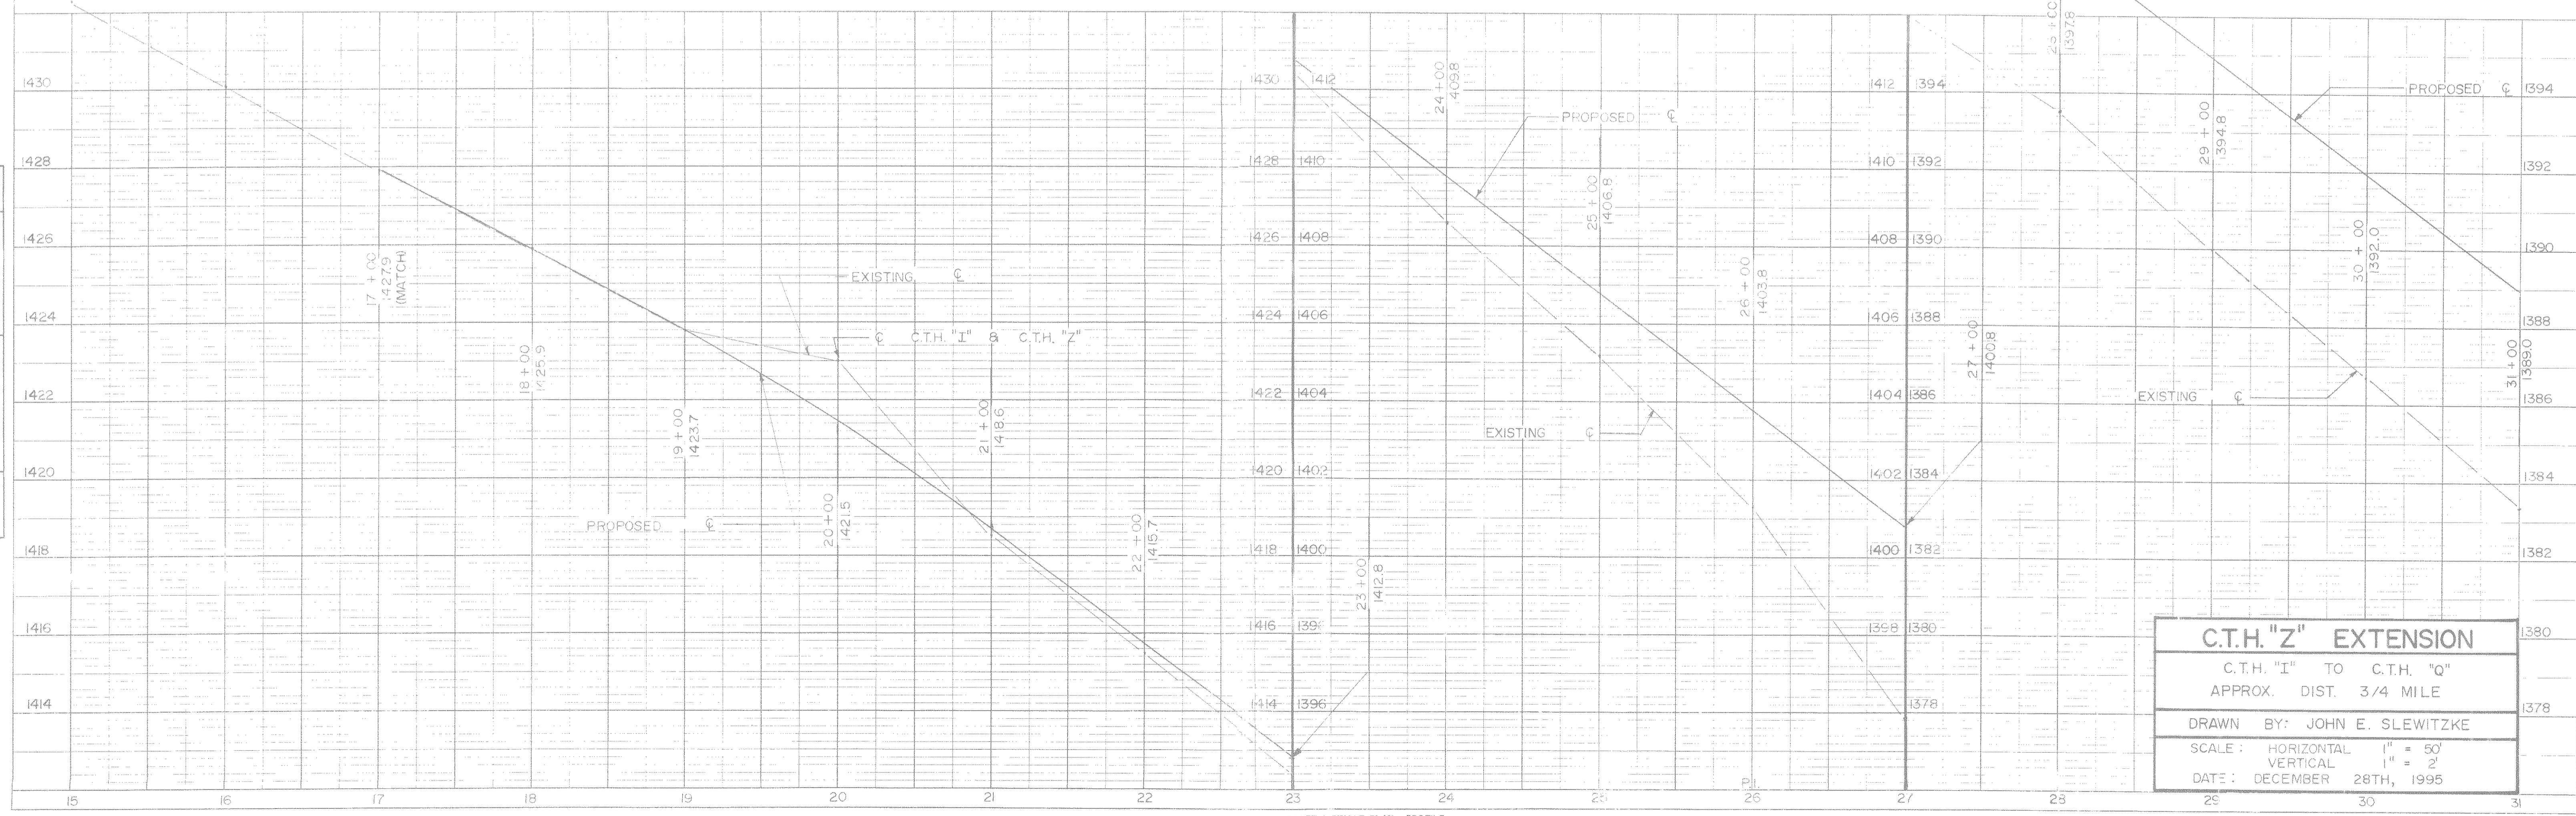 1430
1428
1426
1424
1422
1420
1418
1416
1414
17 + 00
1427.9
(MATCH)
18 + 00
1425.9
19 + 00
1423.7
20 + 00
1421.5
21 + 00
1418.6
22 + 00
1415.7
23 + 00
1412.8
EXISTING ℄
℄ C.T.H. "I" & C.T.H. "Z"
PROPOSED ℄
1430 1412
1428 1410
1426 1408
1424 1406
1422 1404
1420 1402
1418 1400
1416
1414 1396
24 + 00
1409.8
PROPOSED ℄
25 + 00
1406.8
26 + 00
1403.8
27 + 00
1400.8
EXISTING ℄
1412 1394
1410 1392
1408 1390
1406 1388
1404 1386
1402 1384
1400 1382
1398 1380
1378
1397.8
29 + 00
1394.8
30 + 00
1392.0
31 + 00
1389.0
PROPOSED ℄
EXISTING ℄
1394
1392
1390
1388
1386
1384
1382
1380
1378
C.T.H. "Z" EXTENSION
C.T.H. "I" TO C.T.H. "Q"
APPROX. DIST. 3/4 MILE
DRAWN BY: JOHN E. SLEWITZKE
SCALE: HORIZONTAL 1" = 50'
VERTICAL 1" = 2'
DATE: DECEMBER 28TH, 1995
P.I.
15 16 17 18 19 20 21 22 23 24 25 26 27 28 29 30 31